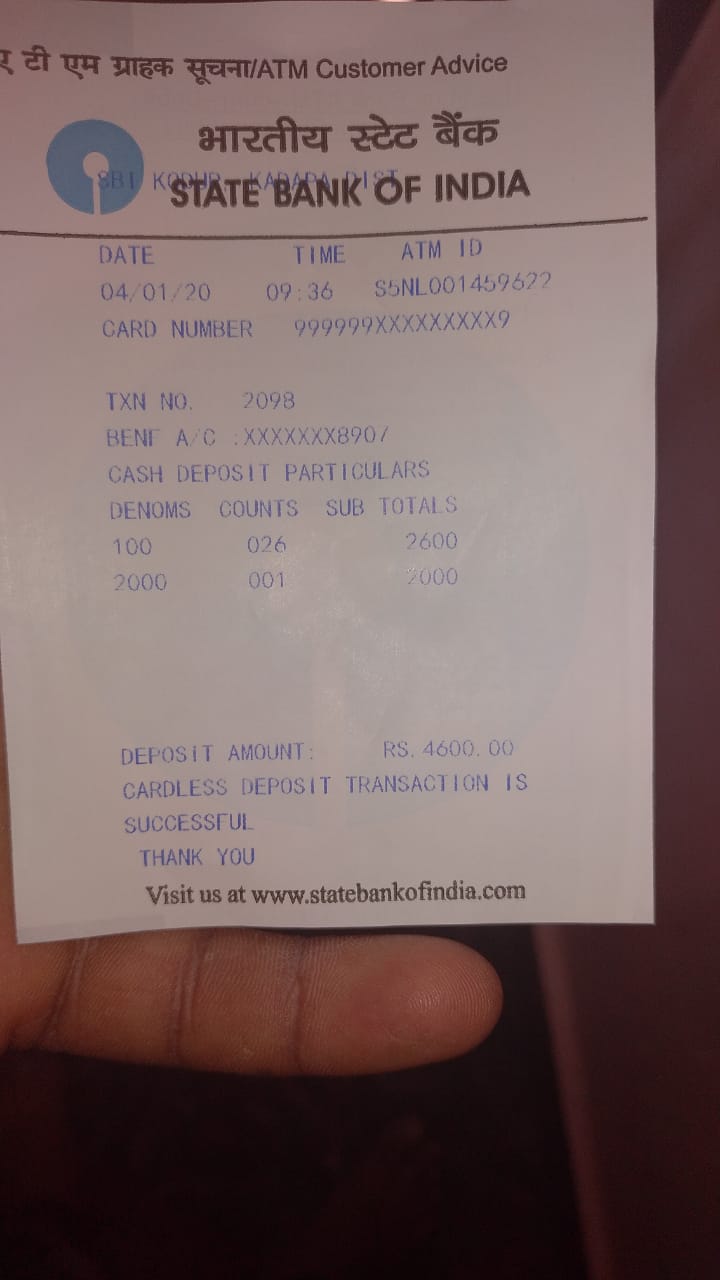 ए टी एम ग्राहक सूचना/ATM Customer Advice
भारतीय स्टेट बैंक
SBI KODUR, KADAPA DIST
STATE BANK OF INDIA
DATE TIME ATM ID
04/01/20 09:36 S5NL001459622
CARD NUMBER 999999XXXXXXXXX9
TXN NO. 2098
BENF A/C :XXXXXXX8907
CASH DEPOSIT PARTICULARS
DENOMS COUNTS SUB TOTALS
100 026 2600
2000 001 2000
DEPOSIT AMOUNT: RS. 4600.00
CARDLESS DEPOSIT TRANSACTION IS
SUCCESSFUL
THANK YOU
Visit us at www.statebankofindia.com